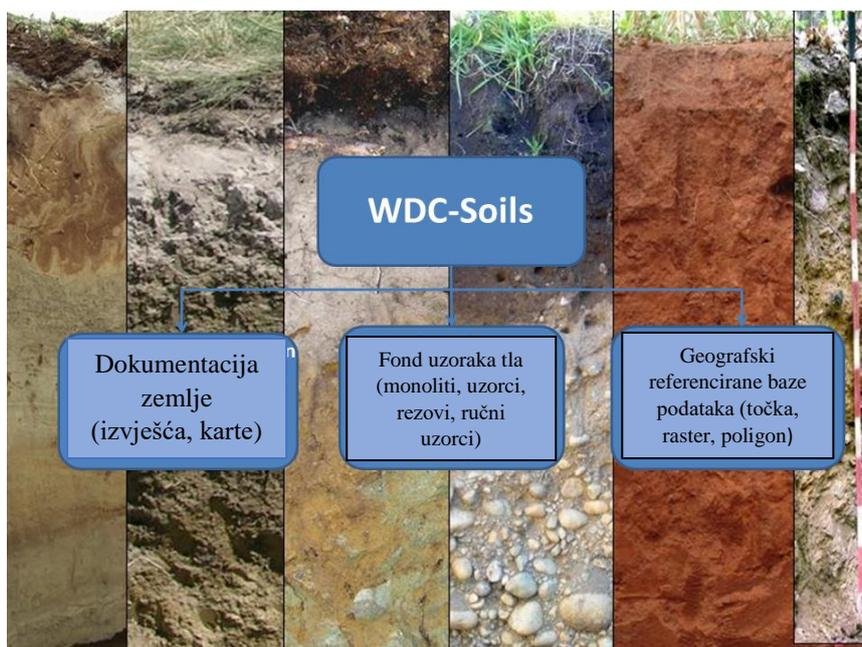 WDC-Soils
Dokumentacija
zemlje
(izvješća, karte)
n
Fond uzoraka tla
(monoliti, uzorci,
rezovi, ručni
uzorci)
Geografski
referencirane baze
podataka (točka,
raster, poligon)